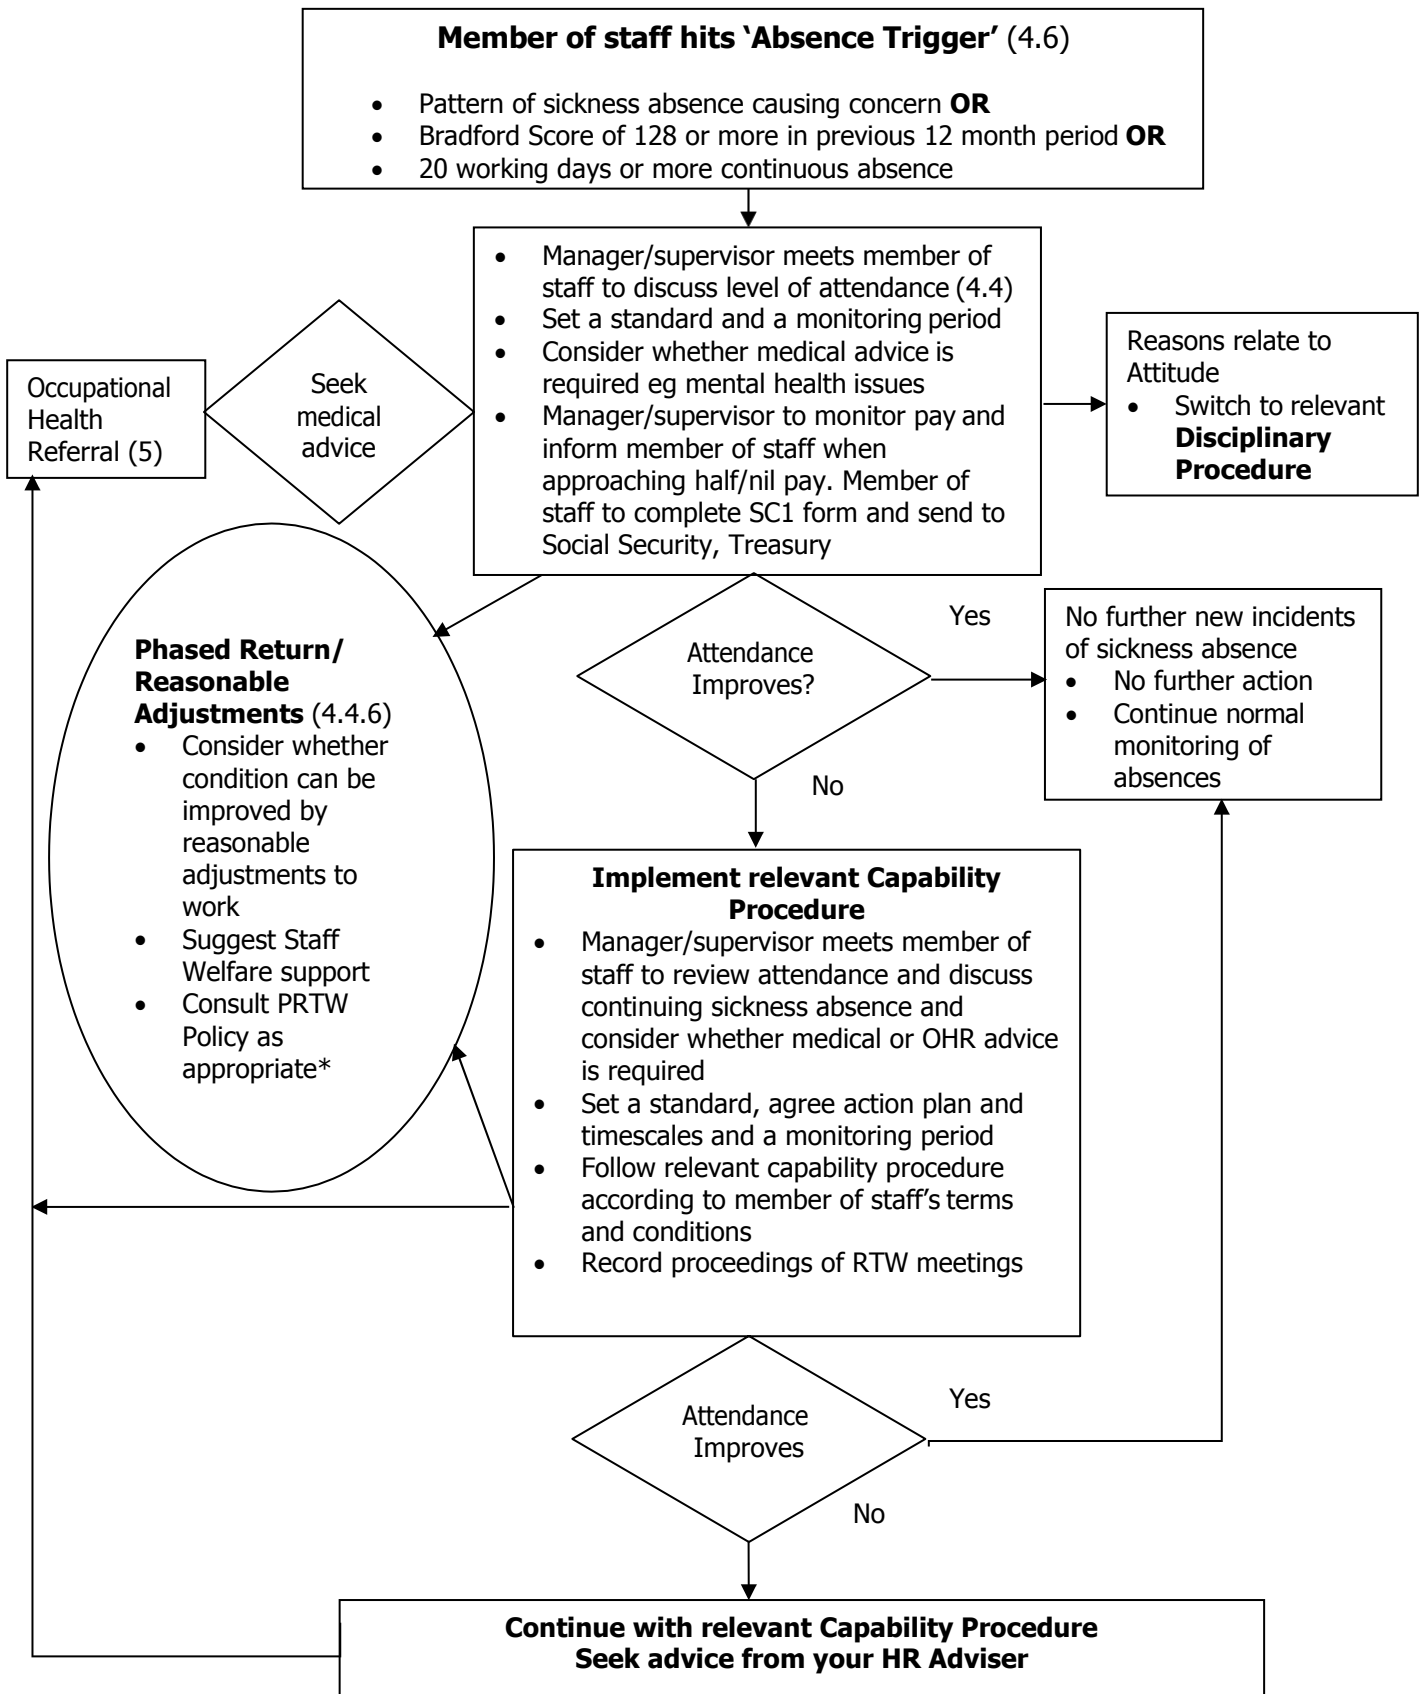 Member of staff hits ‘Absence Trigger’ (4.6)
• Pattern of sickness absence causing concern OR
• Bradford Score of 128 or more in previous 12 month period OR
• 20 working days or more continuous absence
• Manager/supervisor meets member of
staff to discuss level of attendance (4.4)
• Set a standard and a monitoring period
• Consider whether medical advice is
required eg mental health issues
• Manager/supervisor to monitor pay and
inform member of staff when
approaching half/nil pay. Member of
staff to complete SC1 form and send to
Social Security, Treasury
Seek
medical
advice
Occupational
Health
Referral (5)
Reasons relate to
Attitude
• Switch to relevant
Disciplinary
Procedure
Phased Return/
Reasonable
Adjustments (4.4.6)
• Consider whether
condition can be
improved by
reasonable
adjustments to
work
• Suggest Staff
Welfare support
• Consult PRTW
Policy as
appropriate*
Attendance
Improves?
Yes
No further new incidents
of sickness absence
• No further action
• Continue normal
monitoring of
absences
No
Implement relevant Capability
Procedure
• Manager/supervisor meets member of
staff to review attendance and discuss
continuing sickness absence and
consider whether medical or OHR advice
is required
• Set a standard, agree action plan and
timescales and a monitoring period
• Follow relevant capability procedure
according to member of staff’s terms
and conditions
• Record proceedings of RTW meetings
Attendance
Improves
Yes
No
Continue with relevant Capability Procedure
Seek advice from your HR Adviser